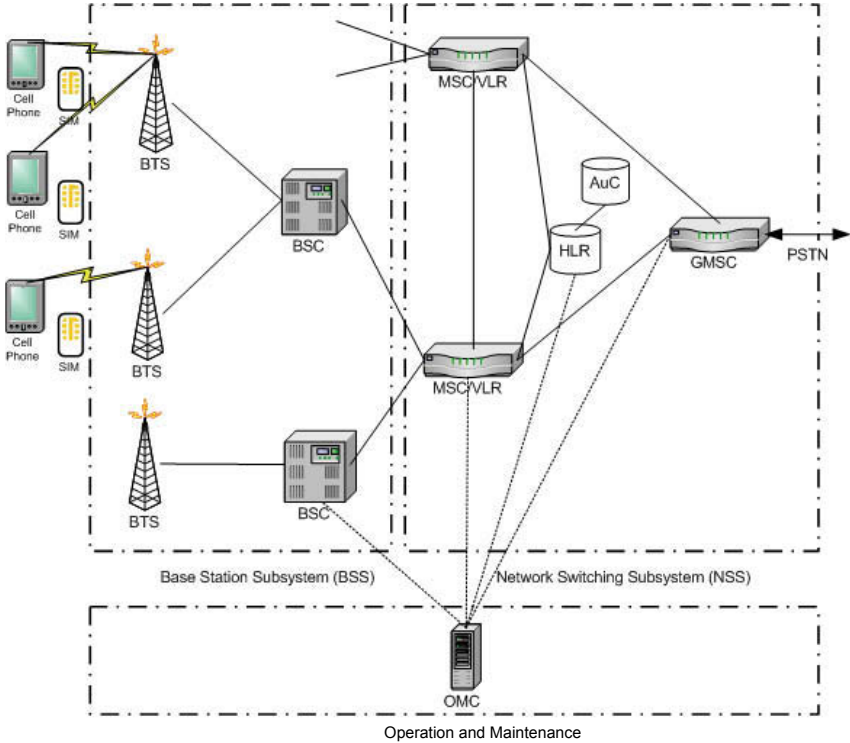 MSC/VLR
Cell
Phone
SIM
BTS
AuC
Cell
Phone
SIM
BSC
HLR
GMSC
PSTN
Cell
Phone
SIM
BTS
MSC/VLR
BTS
BSC
Base Station Subsystem (BSS)
Network Switching Subsystem (NSS)
OMC
Operation and Maintenance